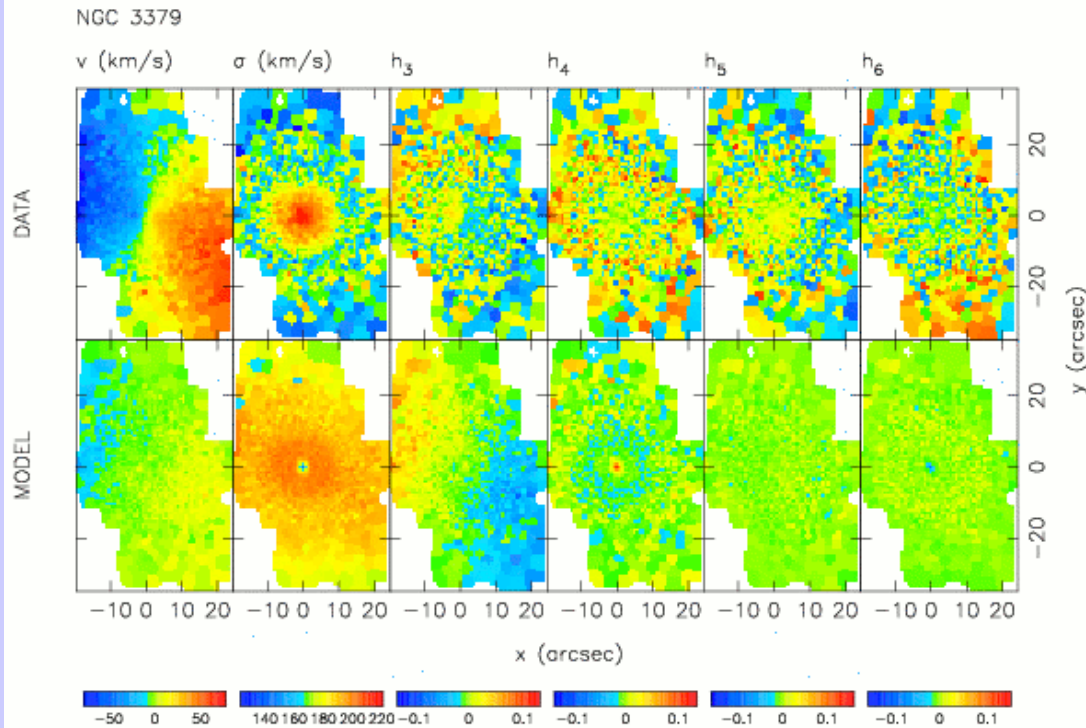 NGC 3379
v (km/s) σ (km/s) h3 h4 h5 h6
DATA
20
0
−20
MODEL
20
0
−20
y (arcsec)
−10 0 10 20 −10 0 10 20 −10 0 10 20 −10 0 10 20 −10 0 10 20 −10 0 10 20
x (arcsec)
−50 0 50 140 160 180 200 220 −0.1 0 0.1 −0.1 0 0.1 −0.1 0 0.1 −0.1 0 0.1